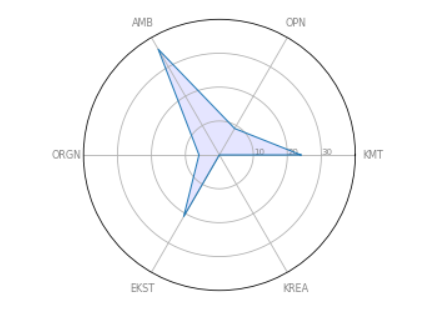 AMB OPN
ORGN 10 20 30 KMT
EKST KREA